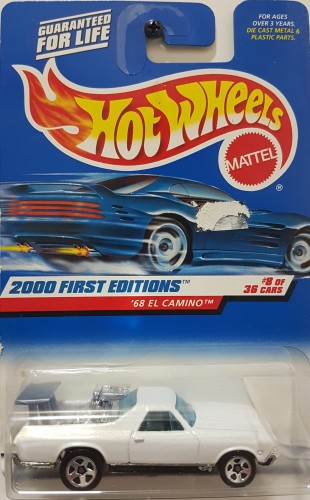 GUARANTEED
FOR LIFE
FOR AGES
OVER 3 YEARS.
DIE CAST METAL &
PLASTIC PARTS.
HOT WHEELS
MATTEL
®
2000 FIRST EDITIONS™
#8 OF
36 CARS
'68 EL CAMINO™